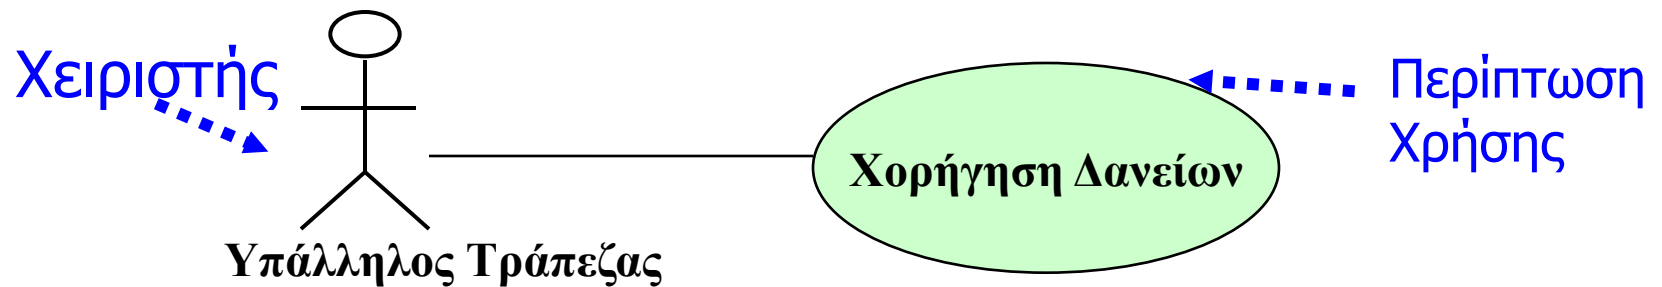 Χειριστής
Περίπτωση
Χρήσης
Χορήγηση Δανείων
Υπάλληλος Τράπεζας